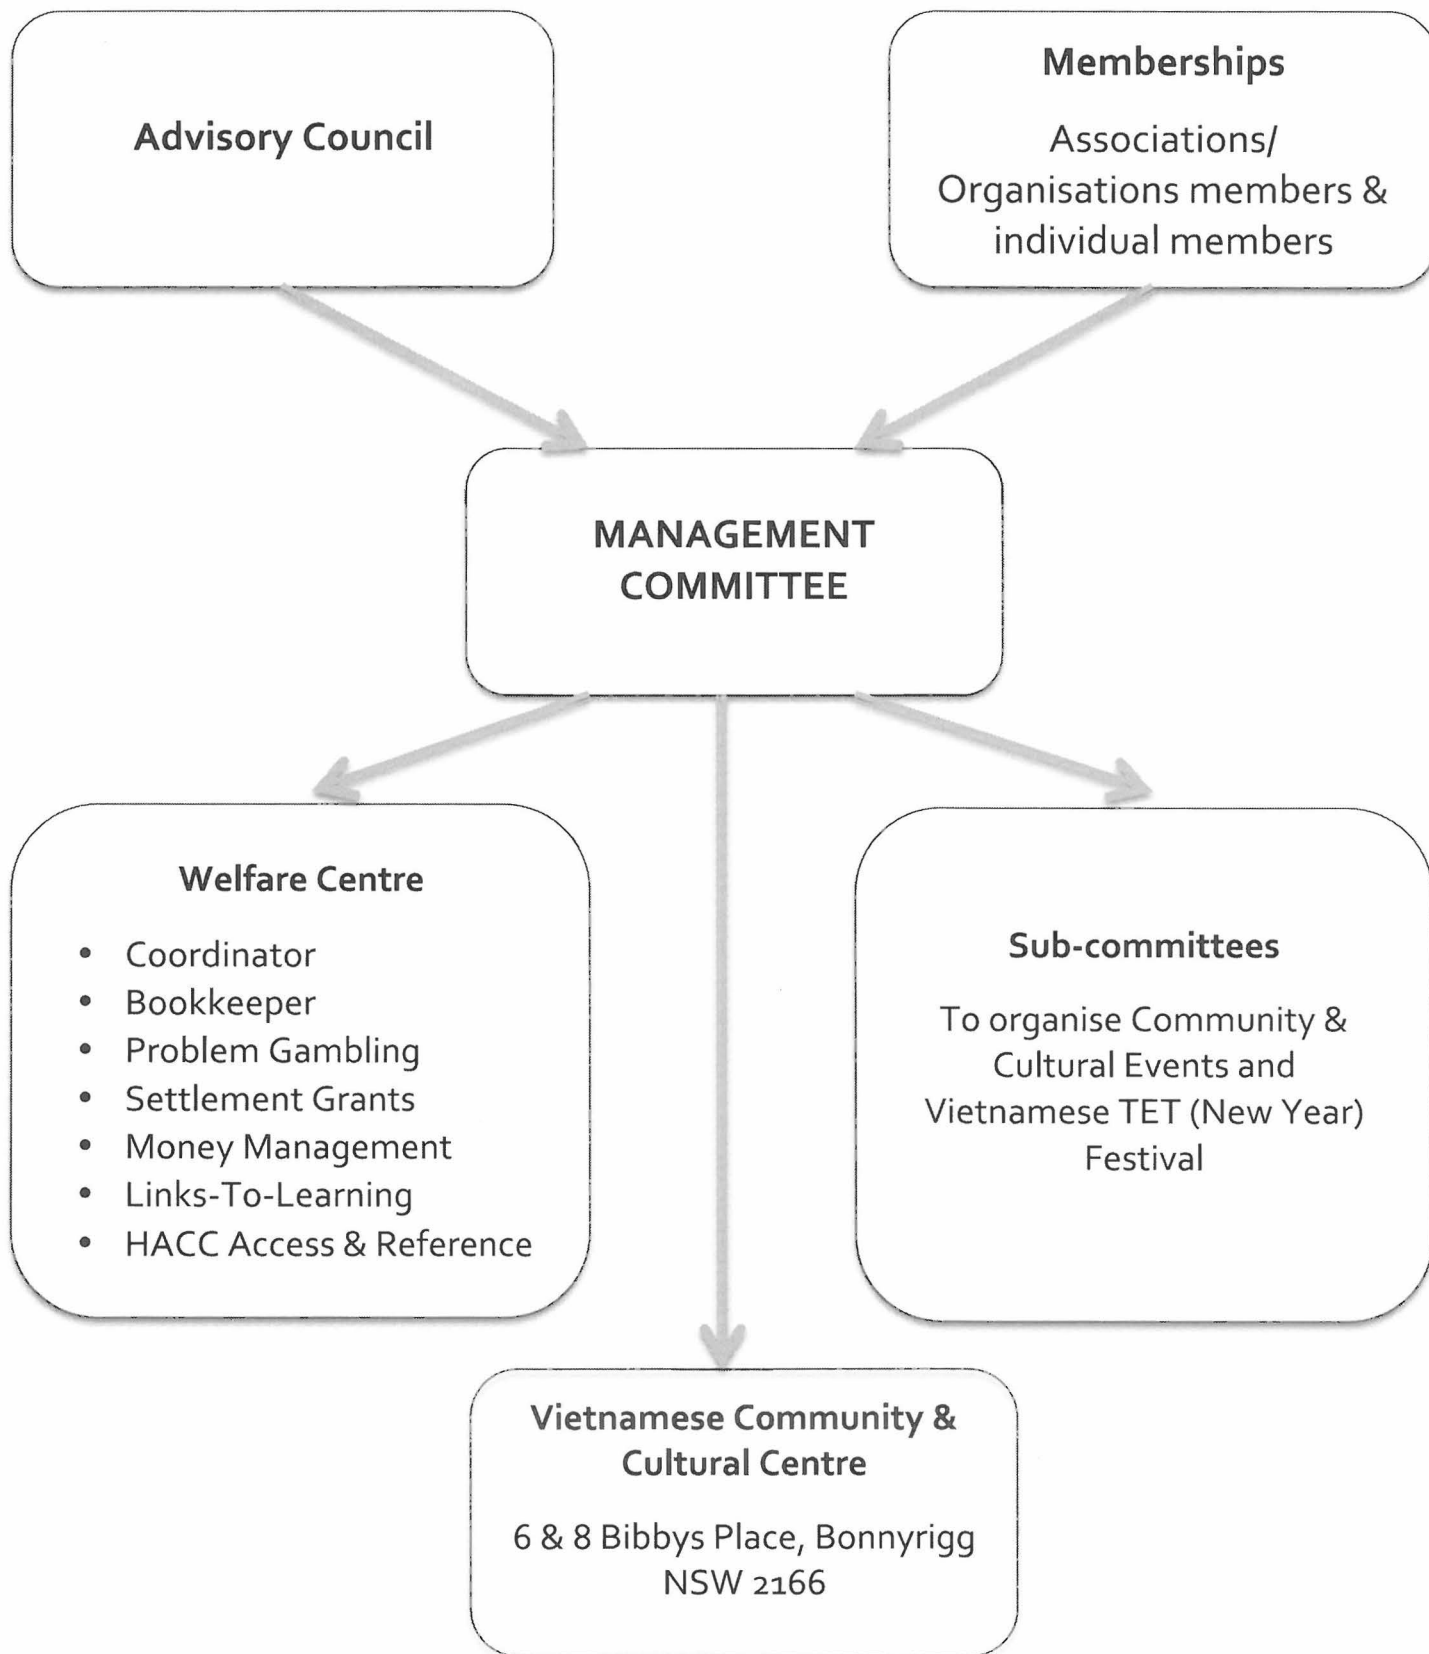 Advisory Council
Memberships
Associations/
Organisations members &
individual members
MANAGEMENT
COMMITTEE
Welfare Centre
• Coordinator
• Bookkeeper
• Problem Gambling
• Settlement Grants
• Money Management
• Links-To-Learning
• HACC Access & Reference
Sub-committees
To organise Community &
Cultural Events and
Vietnamese TET (New Year)
Festival
Vietnamese Community &
Cultural Centre
6 & 8 Bibbys Place, Bonnyrigg
NSW 2166